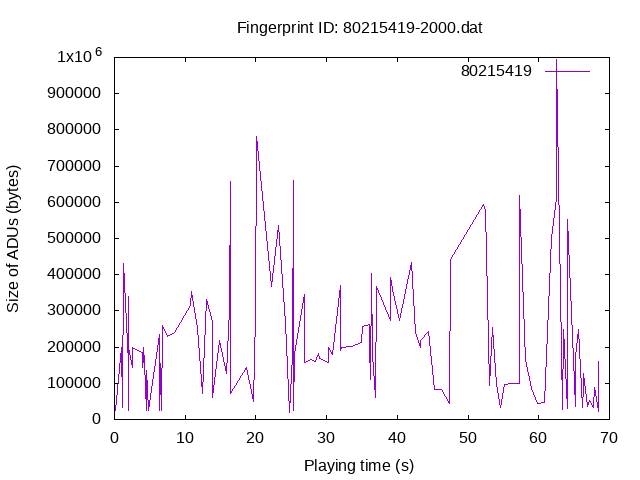 Fingerprint ID: 80215419-2000.dat
1x10^6
900000
800000
700000
600000
500000
400000
300000
200000
100000
0
80215419
Size of ADUs (bytes)
0 10 20 30 40 50 60 70
Playing time (s)